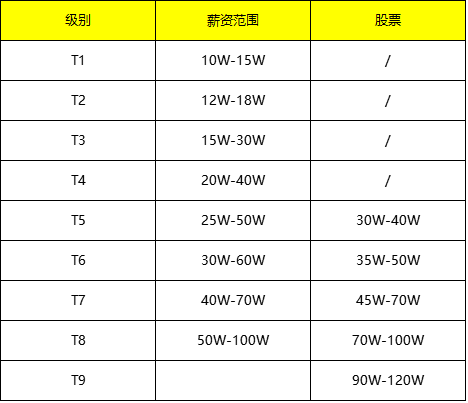 级别 薪资范围 股票
T1 10W-15W /
T2 12W-18W /
T3 15W-30W /
T4 20W-40W /
T5 25W-50W 30W-40W
T6 30W-60W 35W-50W
T7 40W-70W 45W-70W
T8 50W-100W 70W-100W
T9 90W-120W